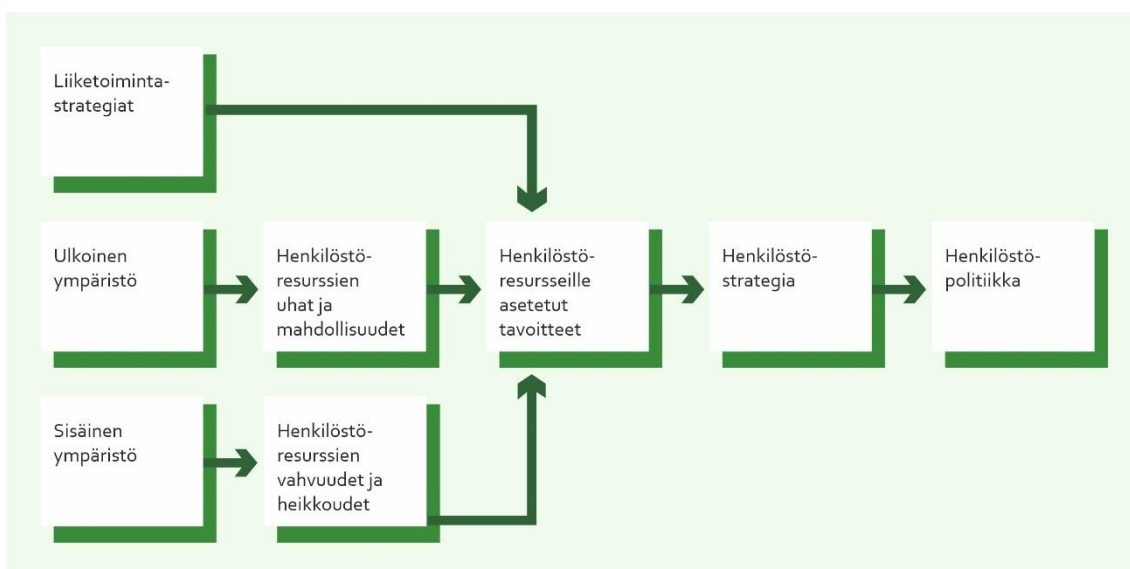 Liiketoiminta-
strategiat
Ulkoinen
ympäristö
Henkilöstö-
resurssien
uhat ja
mahdollisuudet
Henkilöstö-
resursseille
asetetut
tavoitteet
Henkilöstö-
strategia
Henkilöstö-
politiikka
Sisäinen
ympäristö
Henkilöstö-
resurssien
vahvuudet ja
heikkoudet